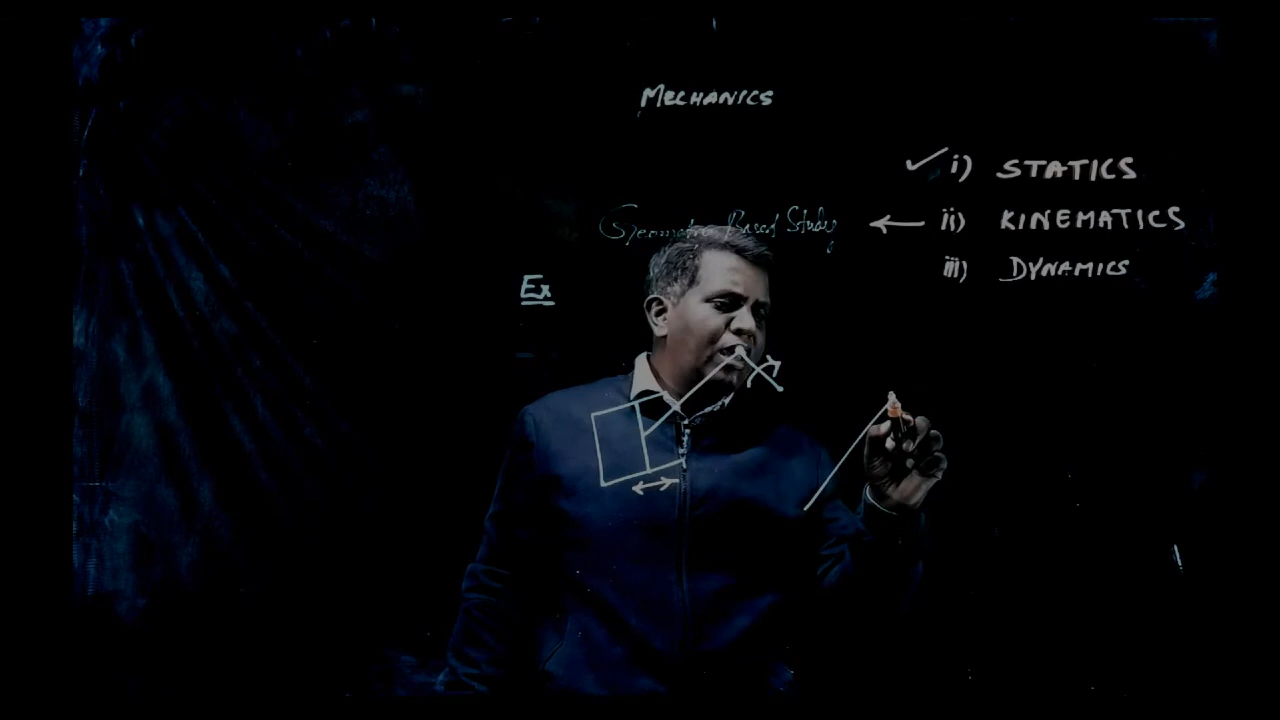 MECHANICS
i) STATICS
Geometric Based Study ← ii) KINEMATICS
iii) DYNAMICS
Ex